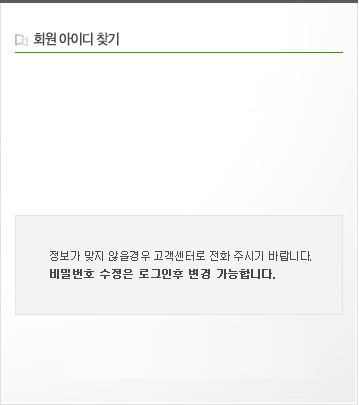 회원 아이디 찾기
정보가 맞지 않을경우 고객센터로 전화 주시기 바랍니다.
비밀번호 수정은 로그인후 변경 가능합니다.